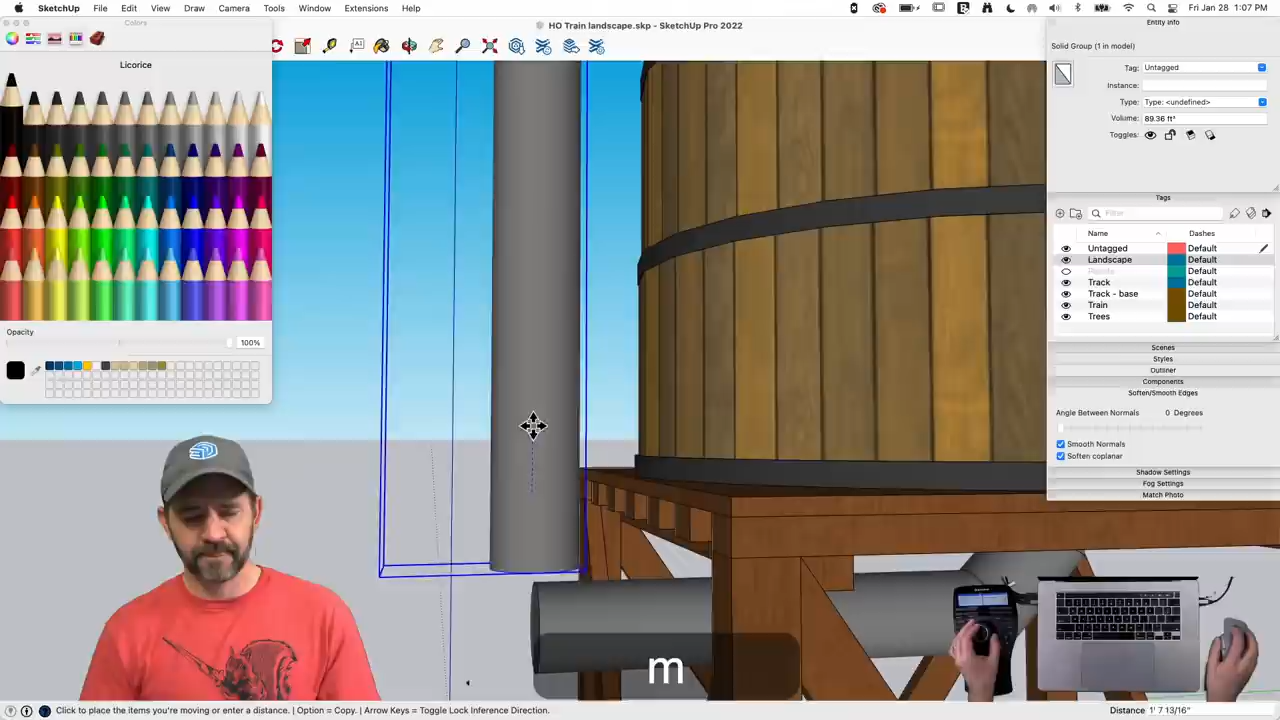 SketchUp File Edit View Draw Camera Tools Window Extensions Help
Fri Jan 28 1:07 PM
Colors
HO Train landscape.skp - SketchUp Pro 2022
Entity Info
Licorice
Solid Group (1 in model)
Tag: Untagged
Instance:
Type: Type: <undefined>
Volume: 89.36 ft³
Toggles:
Tags
Filter
Name Dashes
Untagged Default
Landscape Default
Default
Track Default
Track - base Default
Train Default
Trees Default
Opacity
100%
Scenes
Styles
Outliner
Components
Soften/Smooth Edges
Angle Between Normals 0 Degrees
Smooth Normals
Soften coplanar
Shadow Settings
Fog Settings
Match Photo
m
Click to place the items you're moving or enter a distance. | Option = Copy. | Arrow Keys = Toggle Lock Inference Direction.
Distance 1' 7 13/16"